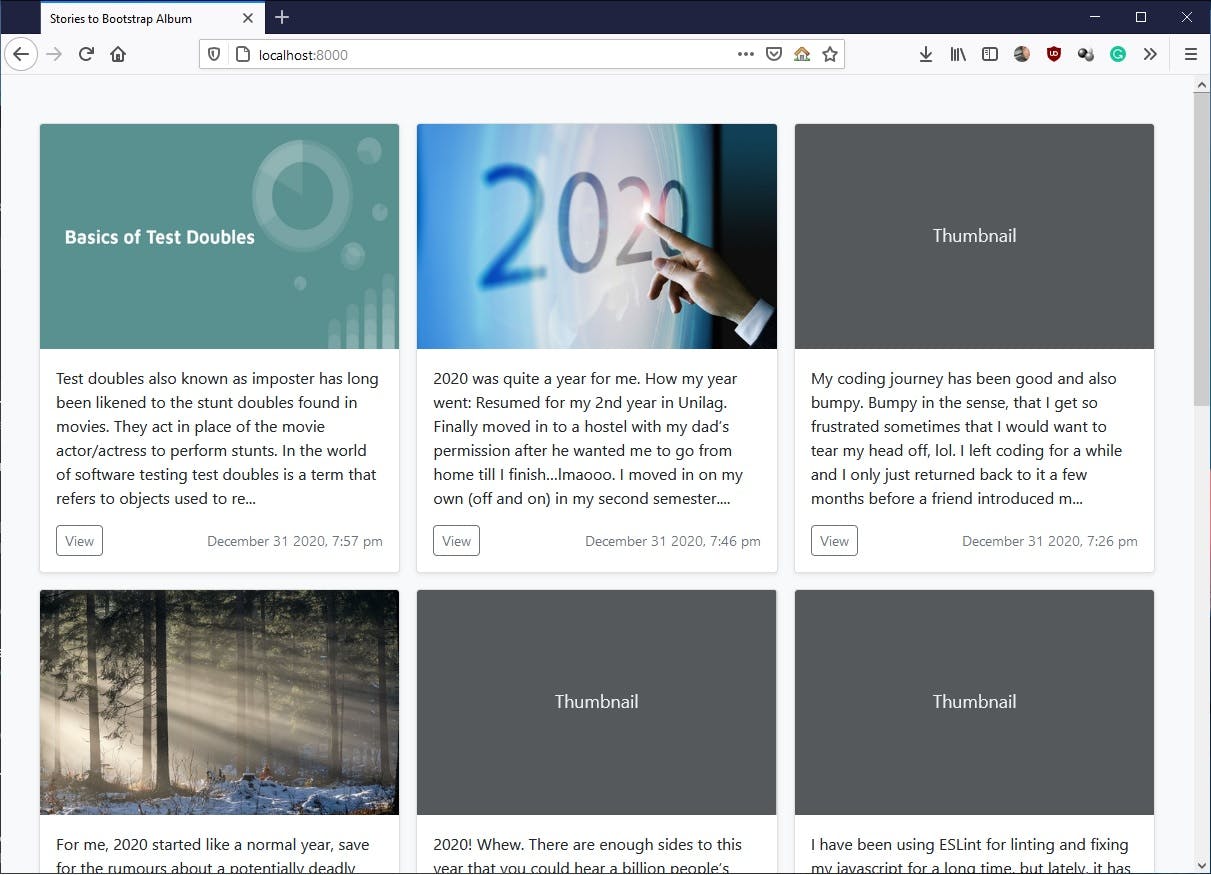 Stories to Bootstrap Album
localhost:8000
Basics of Test Doubles
2020
Thumbnail
Test doubles also known as imposter has long
been likened to the stunt doubles found in
movies. They act in place of the movie
actor/actress to perform stunts. In the world
of software testing test doubles is a term that
refers to objects used to re...
View
December 31 2020, 7:57 pm
2020 was quite a year for me. How my year
went: Resumed for my 2nd year in Unilag.
Finally moved in to a hostel with my dad’s
permission after he wanted me to go from
home till I finish...lmaooo. I moved in on my
own (off and on) in my second semester....
View
December 31 2020, 7:46 pm
My coding journey has been good and also
bumpy. Bumpy in the sense, that I get so
frustrated sometimes that I would want to
tear my head off, lol. I left coding for a while
and I only just returned back to it a few
months before a friend introduced m...
View
December 31 2020, 7:26 pm
Thumbnail
Thumbnail
For me, 2020 started like a normal year, save
for the rumours about a potentially deadly
2020! Whew. There are enough sides to this
year that you could hear a billion people’s
I have been using ESLint for linting and fixing
my javascript for a long time, but lately, it has